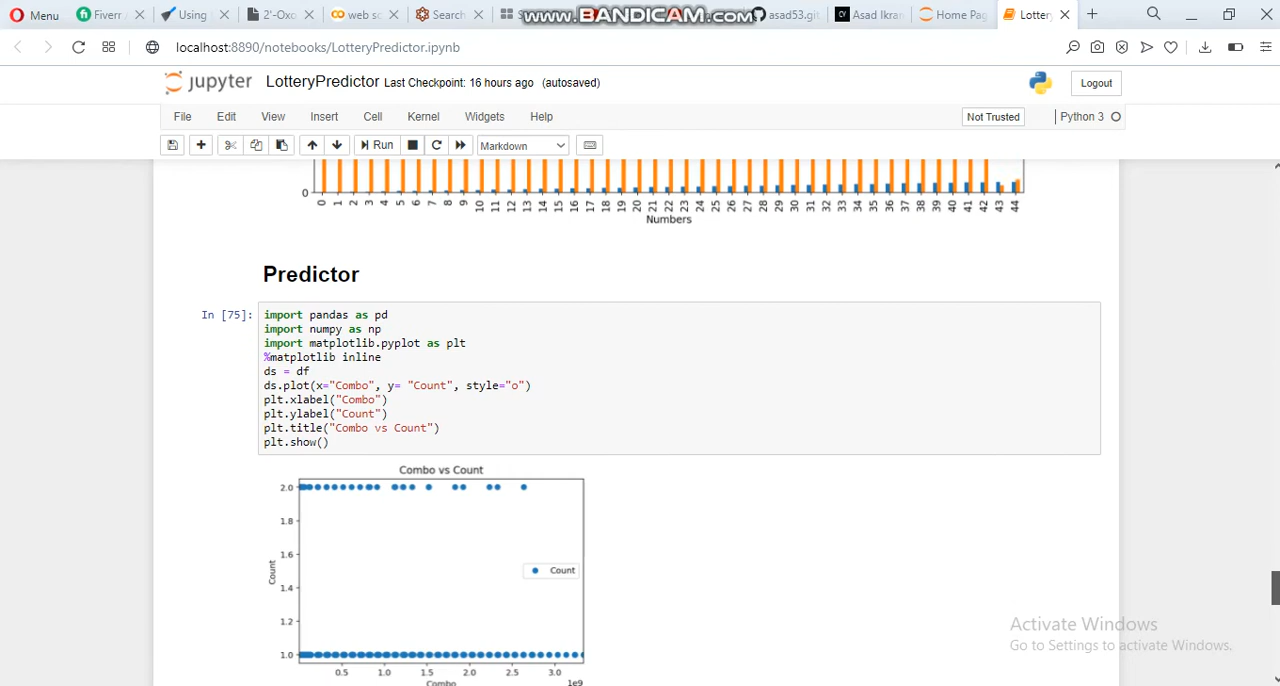 Menu
Fiverr
Using
2'-Oxo
web sc
Search
S
www.BANDICAM.com
asad53.git
Asad Ikran
Home Pag
Lottery
localhost:8890/notebooks/LotteryPredictor.ipynb
jupyter LotteryPredictor Last Checkpoint: 16 hours ago (autosaved)
Logout
File Edit View Insert Cell Kernel Widgets Help
Not Trusted
Python 3
Run
Markdown
0
0 1 2 3 4 5 6 7 8 9 10 11 12 13 14 15 16 17 18 19 20 21 22 23 24 25 26 27 28 29 30 31 32 33 34 35 36 37 38 39 40 41 42 43 44
Numbers
Predictor
In [75]:
import pandas as pd
import numpy as np
import matplotlib.pyplot as plt
%matplotlib inline
ds = df
ds.plot(x="Combo", y= "Count", style="o")
plt.xlabel("Combo")
plt.ylabel("Count")
plt.title("Combo vs Count")
plt.show()
Combo vs Count
2.0
1.8
1.6
1.4
1.2
1.0
Count
Count
0.5 1.0 1.5 2.0 2.5 3.0
Combo
1e9
Activate Windows
Go to Settings to activate Windows.